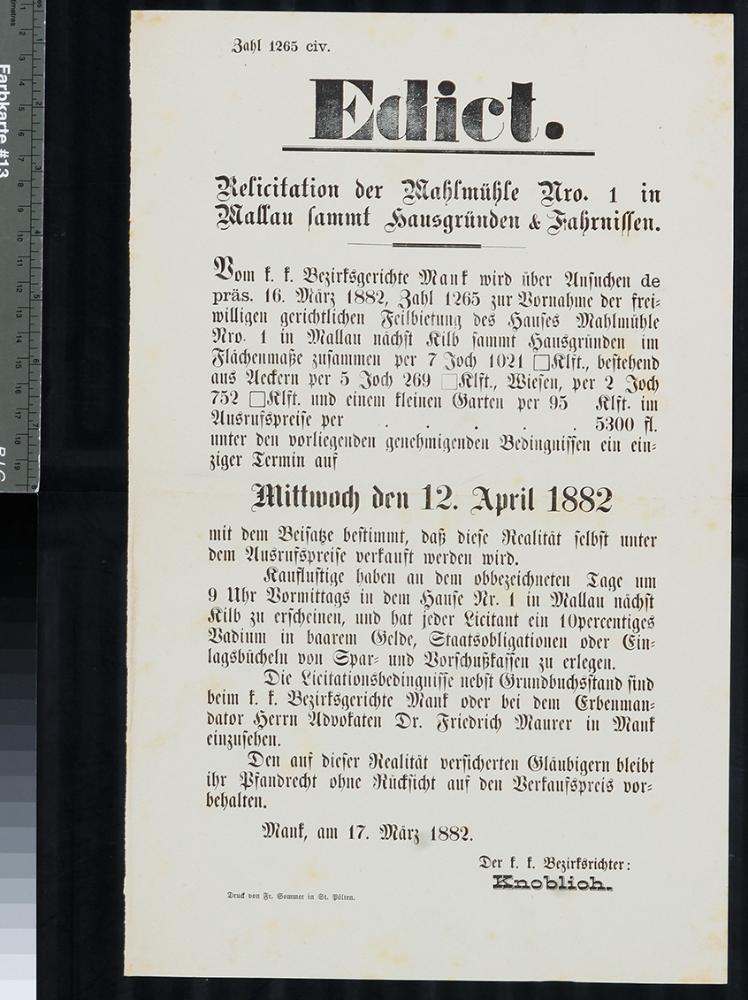 Zahl 1265 civ.
Edict.
Relicitation der Mahlmühle Nro. 1 in
Mallau sammt Hausgründen & Fahrnissen.
Vom k. k. Bezirksgerichte Mank wird über Ansuchen de
präs. 16. März 1882, Zahl 1265 zur Vornahme der frei-
willigen gerichtlichen Feilbietung des Hauses Mahlmühle
Nro. 1 in Mallau nächst Kilb sammt Hausgründen im
Flächenmaße zusammen per 7 Joch 1021 □Klft., bestehend
aus Aeckern per 5 Joch 269 □Klft., Wiesen, per 2 Joch
752 □Klft. und einem kleinen Garten per 95 Klft. im
Ausrufspreise per . . . . . 5300 fl.
unter den vorliegenden genehmigenden Bedingnissen ein ein-
ziger Termin auf
Mittwoch den 12. April 1882
mit dem Beisatze bestimmt, daß diese Realität selbst unter
dem Ausrufspreise verkauft werden wird.
Kauflustige haben an dem obbezeichneten Tage um
9 Uhr Vormittags in dem Hause Nr. 1 in Mallau nächst
Kilb zu erscheinen, und hat jeder Licitant ein 10percentiges
Vadium in baarem Gelde, Staatsobligationen oder Ein-
lagsbücheln von Spar- und Vorschußkassen zu erlegen.
Die Licitationsbedingnisse nebst Grundbuchsstand sind
beim k. k. Bezirksgerichte Mank oder bei dem Erbenman-
dator Herrn Advokaten Dr. Friedrich Maurer in Mank
einzusehen.
Den auf dieser Realität versicherten Gläubigern bleibt
ihr Pfandrecht ohne Rücksicht auf den Verkaufspreis vor-
behalten.
Mank, am 17. März 1882.
Der k. k. Bezirksrichter:
Knoblich.
Druck von Fr. Sommer in St. Pölten.
Farbkarte #13